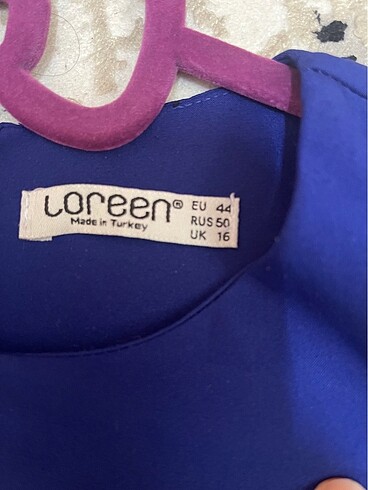 Loreen® EU 44
Made in Turkey RUS 50
UK 16